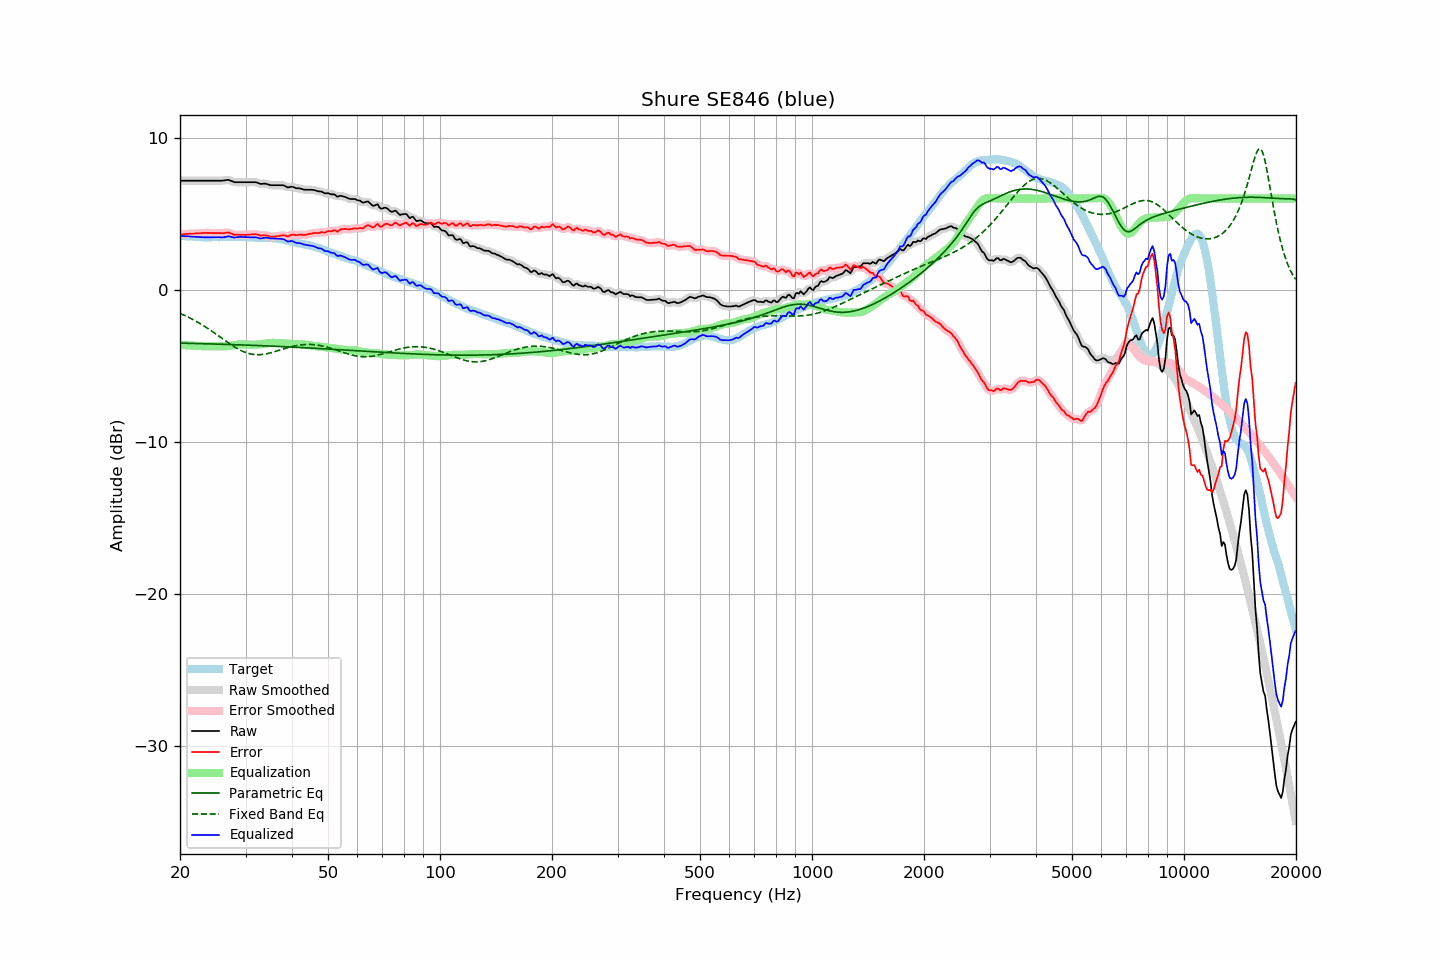 Shure SE846 (blue)
10
0
−10
−20
−30
Amplitude (dBr)
Target
Raw Smoothed
Error Smoothed
Raw
Error
Equalization
Parametric Eq
Fixed Band Eq
Equalized
20
50
100
200
500
1000
2000
5000
10000
20000
Frequency (Hz)